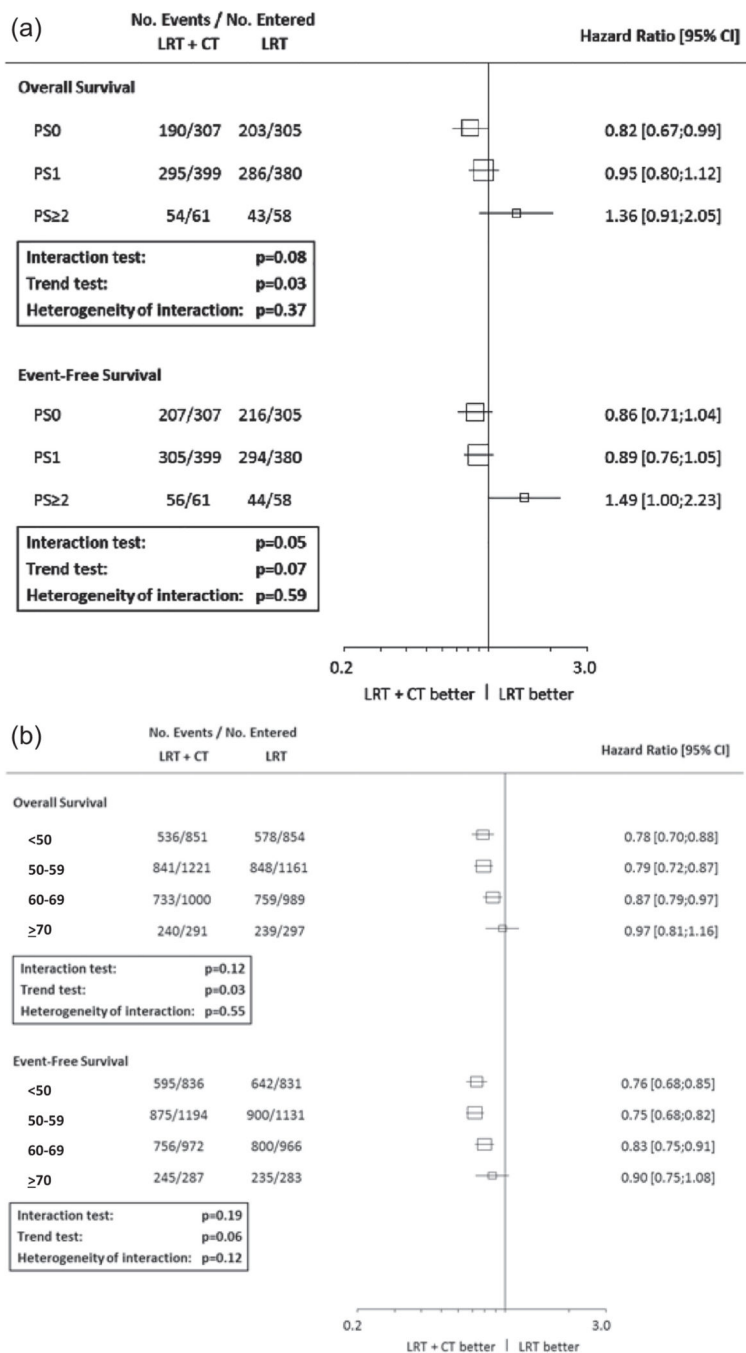 (a)
No. Events / No. Entered
LRT + CT LRT Hazard Ratio [95% CI]
Overall Survival
PS0 190/307 203/305 0.82 [0.67;0.99]
PS1 295/399 286/380 0.95 [0.80;1.12]
PS≥2 54/61 43/58 1.36 [0.91;2.05]
Interaction test: p=0.08
Trend test: p=0.03
Heterogeneity of interaction: p=0.37
Event-Free Survival
PS0 207/307 216/305 0.86 [0.71;1.04]
PS1 305/399 294/380 0.89 [0.76;1.05]
PS≥2 56/61 44/58 1.49 [1.00;2.23]
Interaction test: p=0.05
Trend test: p=0.07
Heterogeneity of interaction: p=0.59
0.2 3.0
LRT + CT better | LRT better
(b)
No. Events / No. Entered
LRT + CT LRT Hazard Ratio [95% CI]
Overall Survival
<50 536/851 578/854 0.78 [0.70;0.88]
50-59 841/1221 848/1161 0.79 [0.72;0.87]
60-69 733/1000 759/989 0.87 [0.79;0.97]
≥70 240/291 239/297 0.97 [0.81;1.16]
Interaction test: p=0.12
Trend test: p=0.03
Heterogeneity of interaction: p=0.55
Event-Free Survival
<50 595/836 642/831 0.76 [0.68;0.85]
50-59 875/1194 900/1131 0.75 [0.68;0.82]
60-69 756/972 800/966 0.83 [0.75;0.91]
≥70 245/287 235/283 0.90 [0.75;1.08]
Interaction test: p=0.19
Trend test: p=0.06
Heterogeneity of interaction: p=0.12
0.2 3.0
LRT + CT better | LRT better